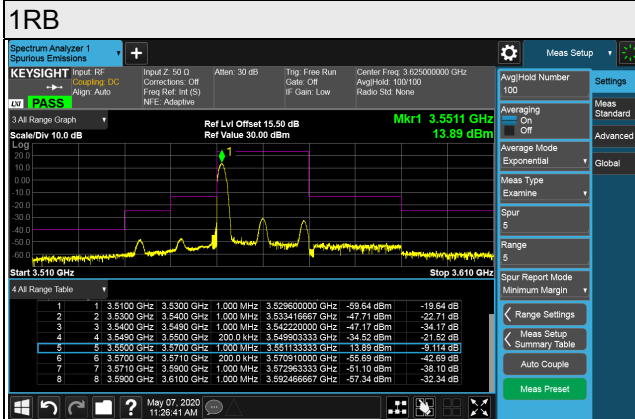 1RB
Spectrum Analyzer 1
Spurious Emissions
Meas Setup
KEYSIGHT
Input: RF
Coupling: DC
Align: Auto
Input Z: 50 Ω
Corrections: Off
Freq Ref: Int (S)
NFE: Adaptive
Atten: 30 dB
Trig: Free Run
Gate: Off
IF Gain: Low
Center Freq: 3.625000000 GHz
Avg|Hold: 100/100
Radio Std: None
LXI PASS
3 All Range Graph
Scale/Div 10.0 dB
Ref Lvl Offset 15.50 dB
Ref Value 30.00 dBm
Mkr1 3.5511 GHz
13.89 dBm
Log
20.0
10.0
0.00
-10.0
-20.0
-30.0
-40.0
-50.0
-60.0
1
Start 3.510 GHz
Stop 3.610 GHz
4 All Range Table
1 1 3.5100 GHz 3.5300 GHz 1.000 MHz 3.529600000 GHz -59.64 dBm -19.64 dB
2 2 3.5300 GHz 3.5400 GHz 1.000 MHz 3.533416667 GHz -47.71 dBm -22.71 dB
3 3 3.5400 GHz 3.5490 GHz 1.000 MHz 3.542220000 GHz -47.17 dBm -34.17 dB
4 4 3.5490 GHz 3.5500 GHz 200.0 kHz 3.549903333 GHz -34.52 dBm -21.52 dB
5 5 3.5500 GHz 3.5700 GHz 1.000 MHz 3.551133333 GHz 13.89 dBm -9.114 dB
6 6 3.5700 GHz 3.5710 GHz 200.0 kHz 3.570910000 GHz -55.69 dBm -42.69 dB
7 7 3.5710 GHz 3.5900 GHz 1.000 MHz 3.572963333 GHz -51.10 dBm -38.10 dB
8 8 3.5900 GHz 3.6100 GHz 1.000 MHz 3.592466667 GHz -57.34 dBm -32.34 dB
Avg|Hold Number
100
Averaging
On
Off
Average Mode
Exponential
Meas Type
Examine
Spur
5
Range
5
Spur Report Mode
Minimum Margin
Range Settings
Meas Setup
Summary Table
Auto Couple
Meas Preset
Settings
Meas
Standard
Advanced
Global
?
May 07, 2020
11:26:41 AM